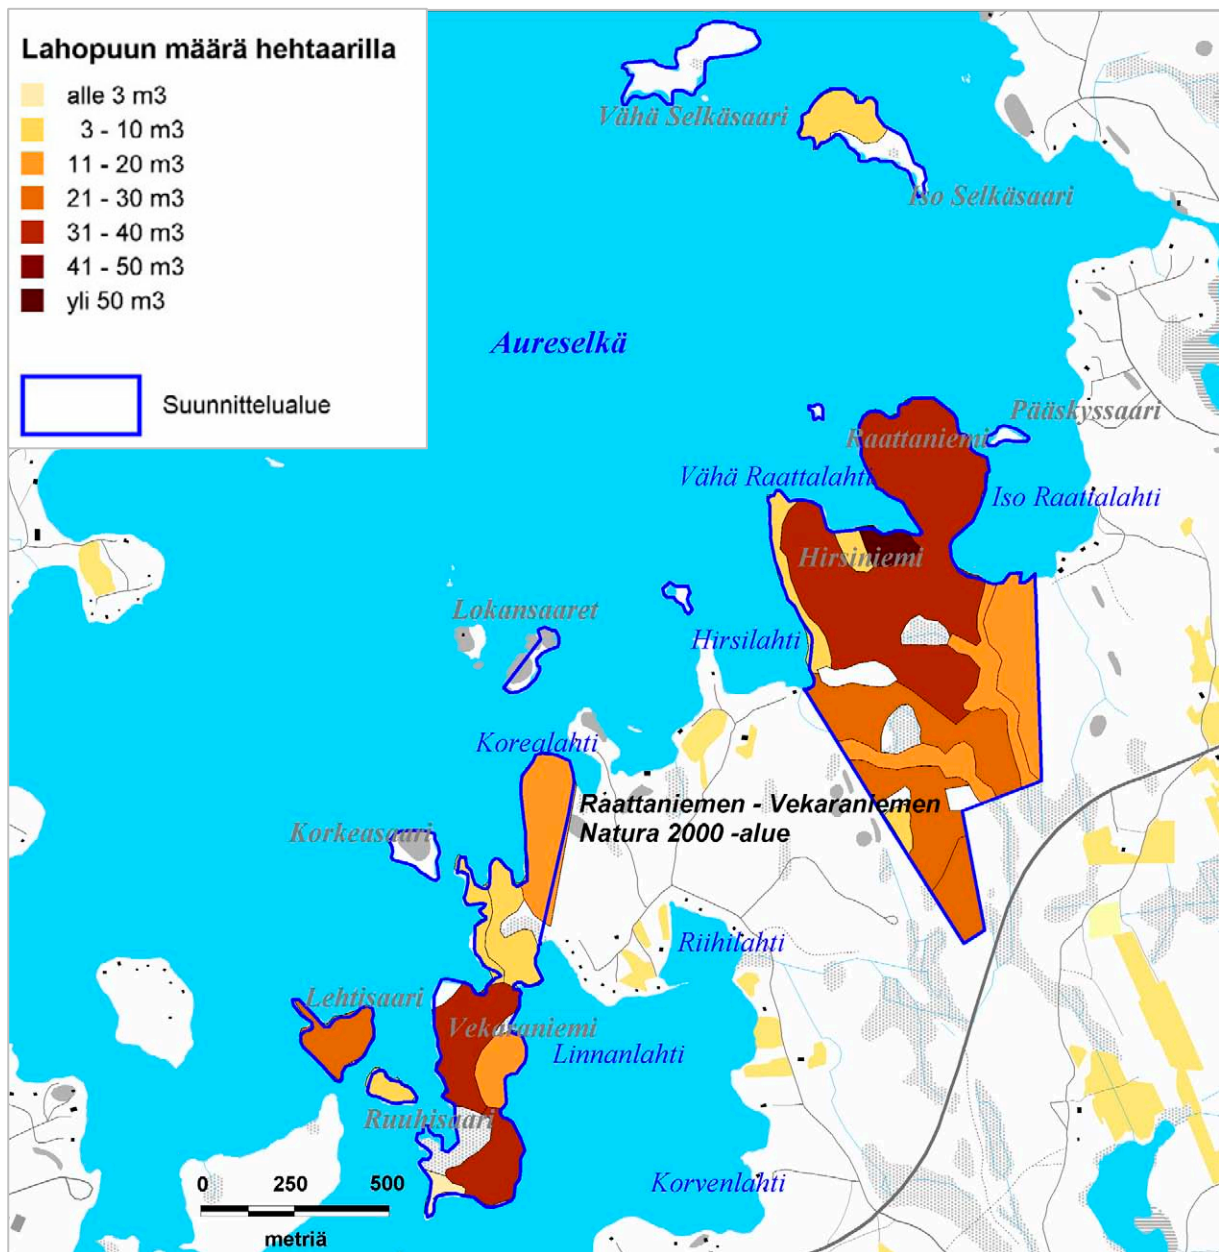 Lahopuun määrä hehtaarilla
alle 3 m3
3 - 10 m3
11 - 20 m3
21 - 30 m3
31 - 40 m3
41 - 50 m3
yli 50 m3
Suunnittelualue
Vähä Selkäsaari
Iso Selkäsaari
Aureselkä
Pääskyssaari
Raattaniemi
Vähä Raattalahti
Iso Raattalahti
Hirsiniemi
Lokansaaret
Hirsilahti
Korealahti
Raattaniemen - Vekaraniemen
Natura 2000 -alue
Korkeasaari
Riihilahti
Lehtisaari
Vekaraniemi
Linnanlahti
Ruuhisaari
Korvenlahti
0 250 500
metriä